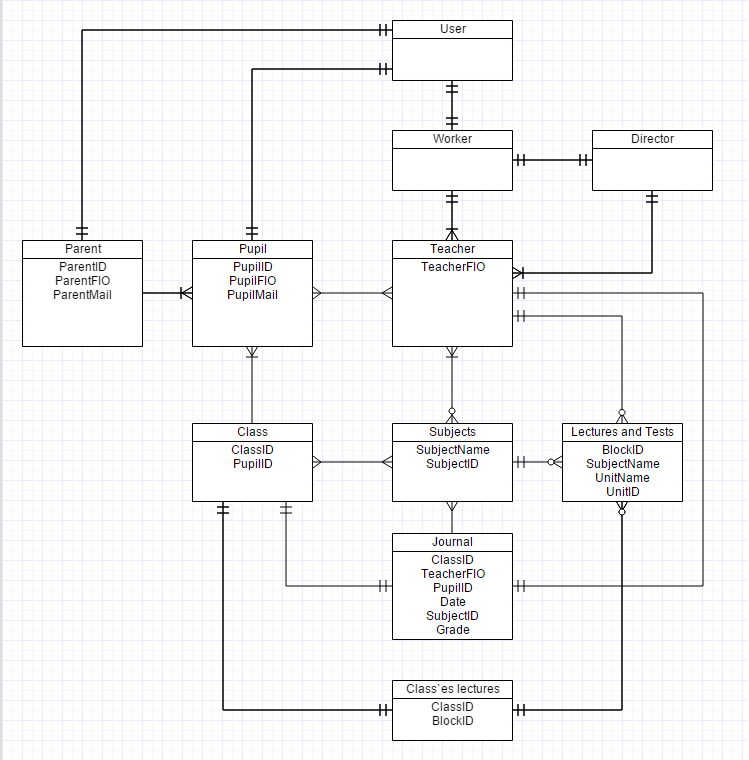 User
Worker
Director
Parent
ParentID
ParentFIO
ParentMail
Pupil
PupilID
PupilFIO
PupilMail
Teacher
TeacherFIO
Class
ClassID
PupilID
Subjects
SubjectName
SubjectID
Lectures and Tests
BlockID
SubjectName
UnitName
UnitID
Journal
ClassID
TeacherFIO
PupilID
Date
SubjectID
Grade
Class`es lectures
ClassID
BlockID